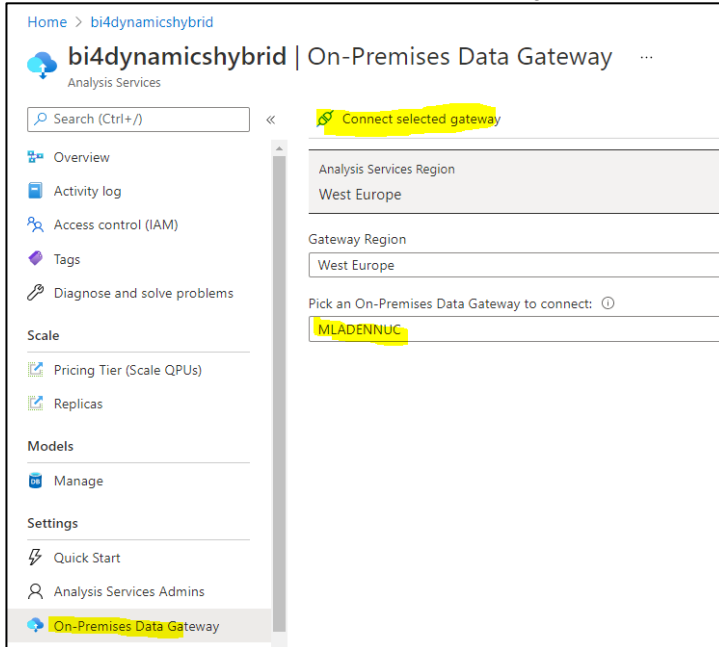 Home > bi4dynamicshybrid
bi4dynamicshybrid | On-Premises Data Gateway ...
Analysis Services
Search (Ctrl+/)
«
Connect selected gateway
Overview
Activity log
Access control (IAM)
Tags
Diagnose and solve problems
Scale
Pricing Tier (Scale QPUs)
Replicas
Models
Manage
Settings
Quick Start
Analysis Services Admins
On-Premises Data Gateway
Analysis Services Region
West Europe
Gateway Region
West Europe
Pick an On-Premises Data Gateway to connect:
MLADENNUC